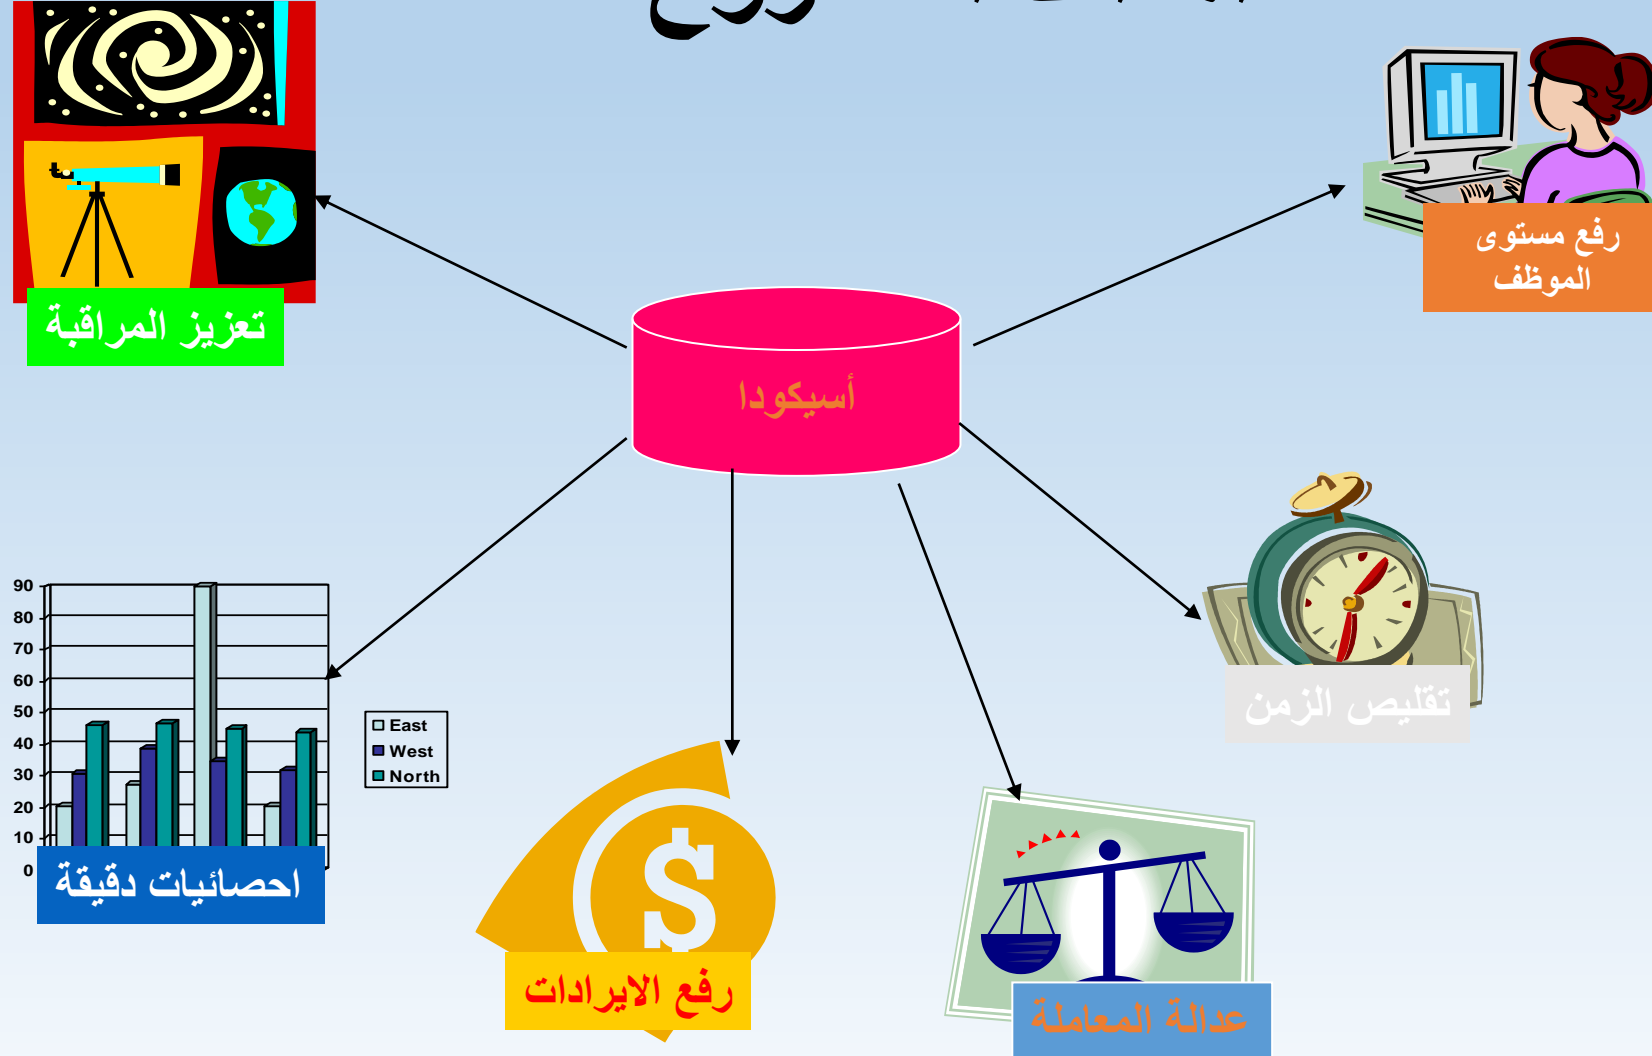 رفع مستوى
الموظف
تعزيز المراقبة
أسيكودا
تقليص الزمن
90
80
70
60
50
40
30
20
10
0
East
West
North
احصائيات دقيقة
رفع الايرادات
عدالة المعاملة